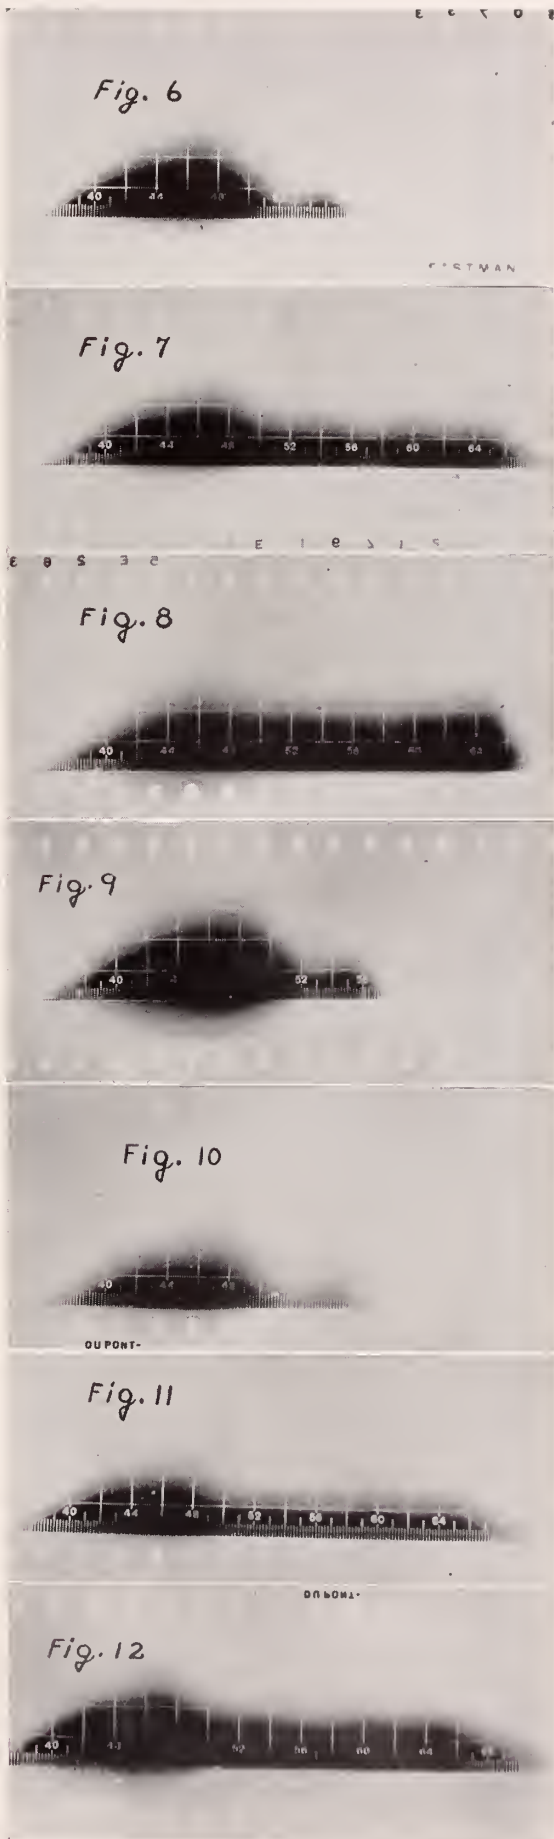 Fig. 6
40 44 48
EASTMAN
Fig. 7
40 44 48 52 56 60 64
Fig. 8
40 44 48 52 56 60 64
Fig. 9
40 52
Fig. 10
40 44 48
DUPONT-
Fig. 11
40 44 48 52 56 60 64
DUPONT-
Fig. 12
40 44 52 56 60 64